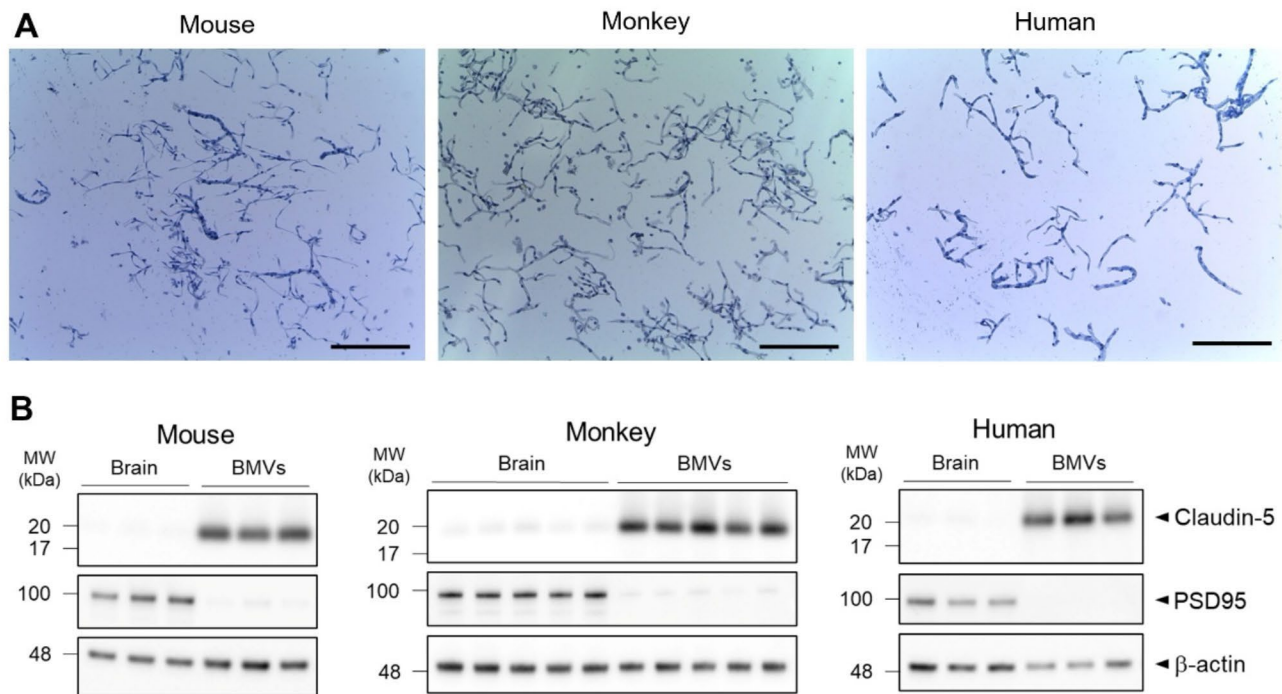 A
Mouse
Monkey
Human
B
Mouse
MW
(kDa)
Brain
BMVs
20
17
100
48
Monkey
MW
(kDa)
Brain
BMVs
20
17
100
48
Human
MW
(kDa)
Brain
BMVs
20
17
100
48
Claudin-5
PSD95
β-actin